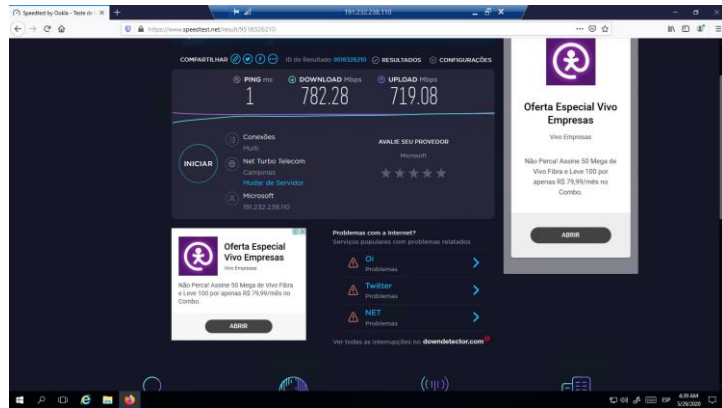 Speedtest by Ookla - Teste de
191.232.238.110
https://www.speedtest.net/result/9518326210
COMPARTILHAR
ID do Resultado 9518326210
RESULTADOS
CONFIGURAÇÕES
PING ms
DOWNLOAD Mbps
UPLOAD Mbps
1
782.28
719.08
INICIAR
Conexões
Multi
Net Turbo Telecom
Campinas
Mudar de Servidor
Microsoft
191.232.238.110
AVALIE SEU PROVEDOR
Microsoft
Oferta Especial Vivo
Empresas
Vivo Empresas
Não Perca! Assine 50 Mega de
Vivo Fibra e Leve 100 por
apenas R$ 79,99/mês no
Combo.
ABRIR
Oferta Especial
Vivo Empresas
Vivo Empresas
Não Perca! Assine 50 Mega de Vivo Fibra
e Leve 100 por apenas R$ 79,99/mês no
Combo.
ABRIR
Problemas com a Internet?
Serviços populares com problemas relatados
Oi
Problemas
Twitter
Problemas
NET
Problemas
Ver todas as interrupções no downdetector.com
ESP
4:39 AM
5/29/2020